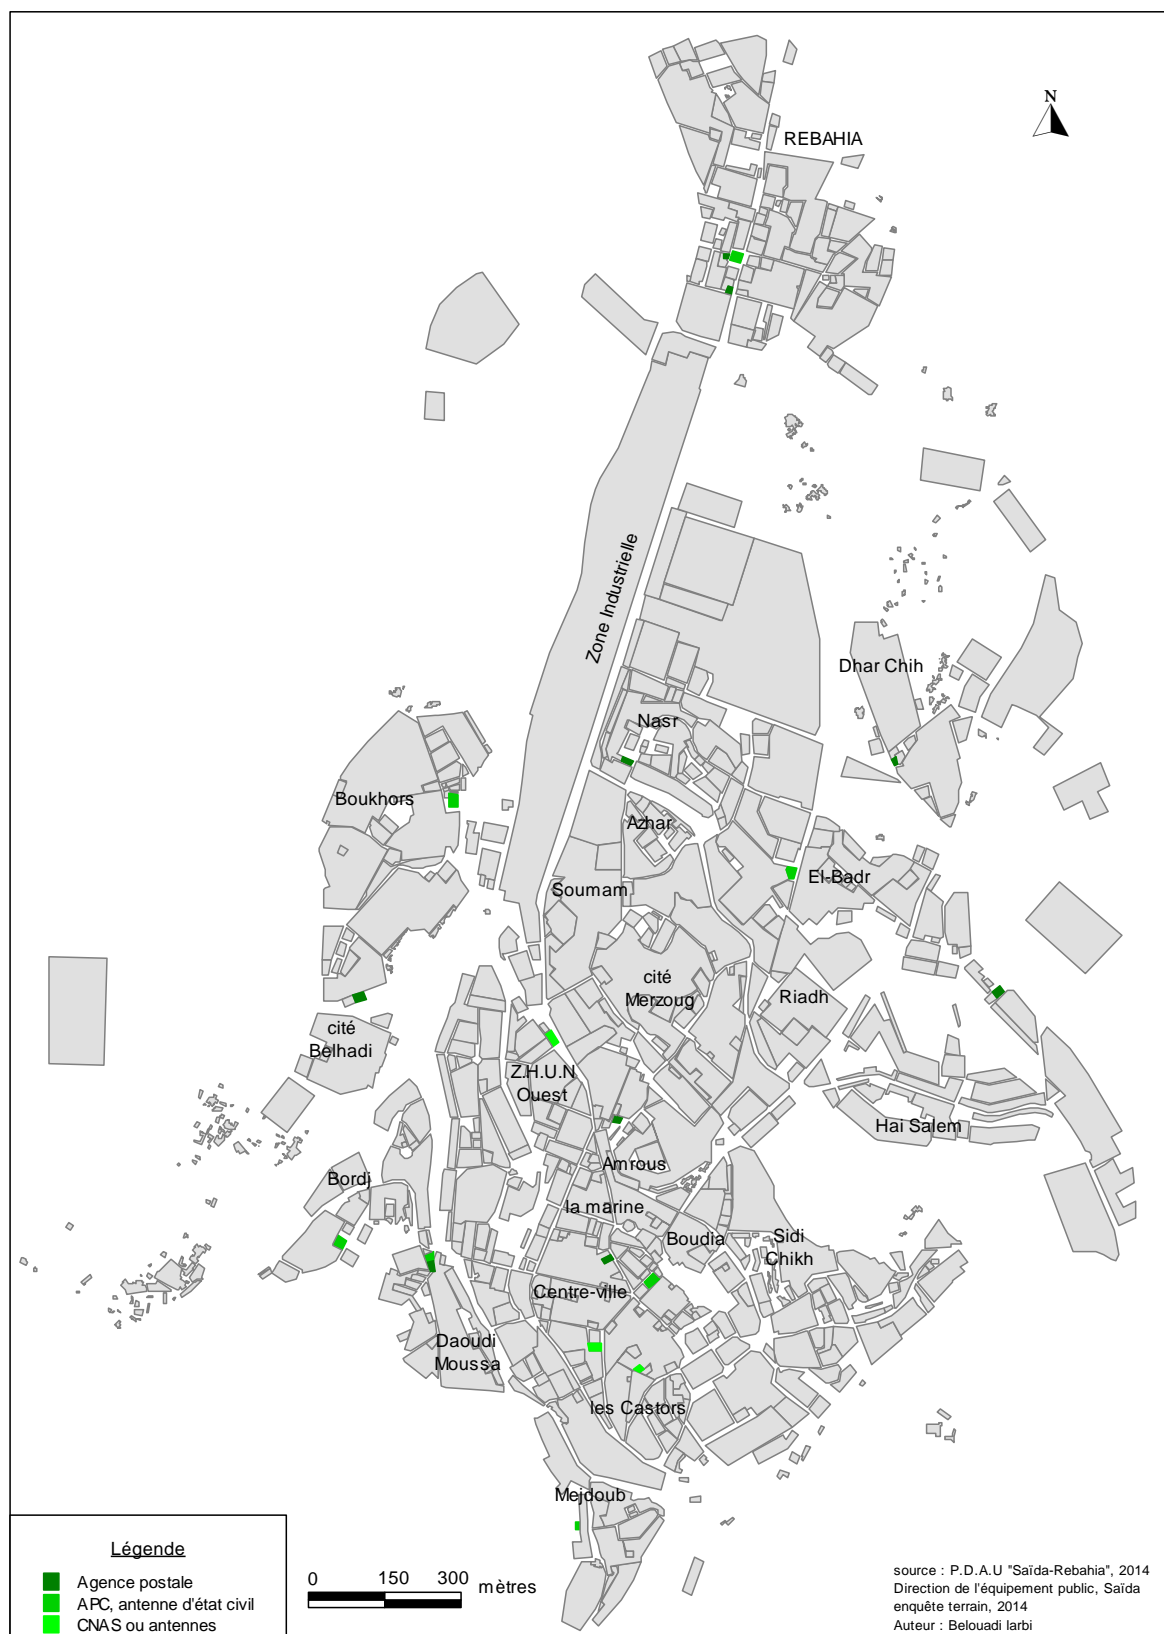 N
REBAHIA
Zone Industrielle
Dhar Chih
Nasr
Boukhors
Azhar
El-Badr
Soumam
cité
Merzoug
Riadh
cité
Belhadi
Z.H.U.N
Ouest
Hai Salem
Amrous
Bordj
la marine
Boudia
Sidi
Chikh
Centre-ville
Daoudi
Moussa
les Castors
Mejdoub
Légende
Agence postale
APC, antenne d'état civil
CNAS ou antennes
0 150 300 mètres
source : P.D.A.U "Saïda-Rebahia", 2014
Direction de l'équipement public, Saïda
enquête terrain, 2014
Auteur : Belouadi larbi